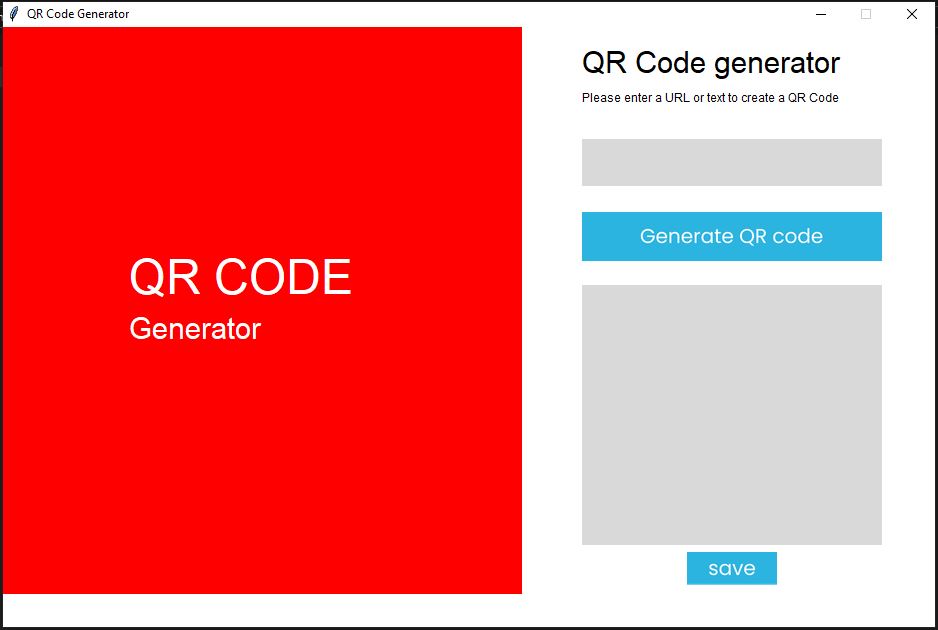 QR Code Generator
QR CODE
Generator
QR Code generator
Please enter a URL or text to create a QR Code
Generate QR code
save